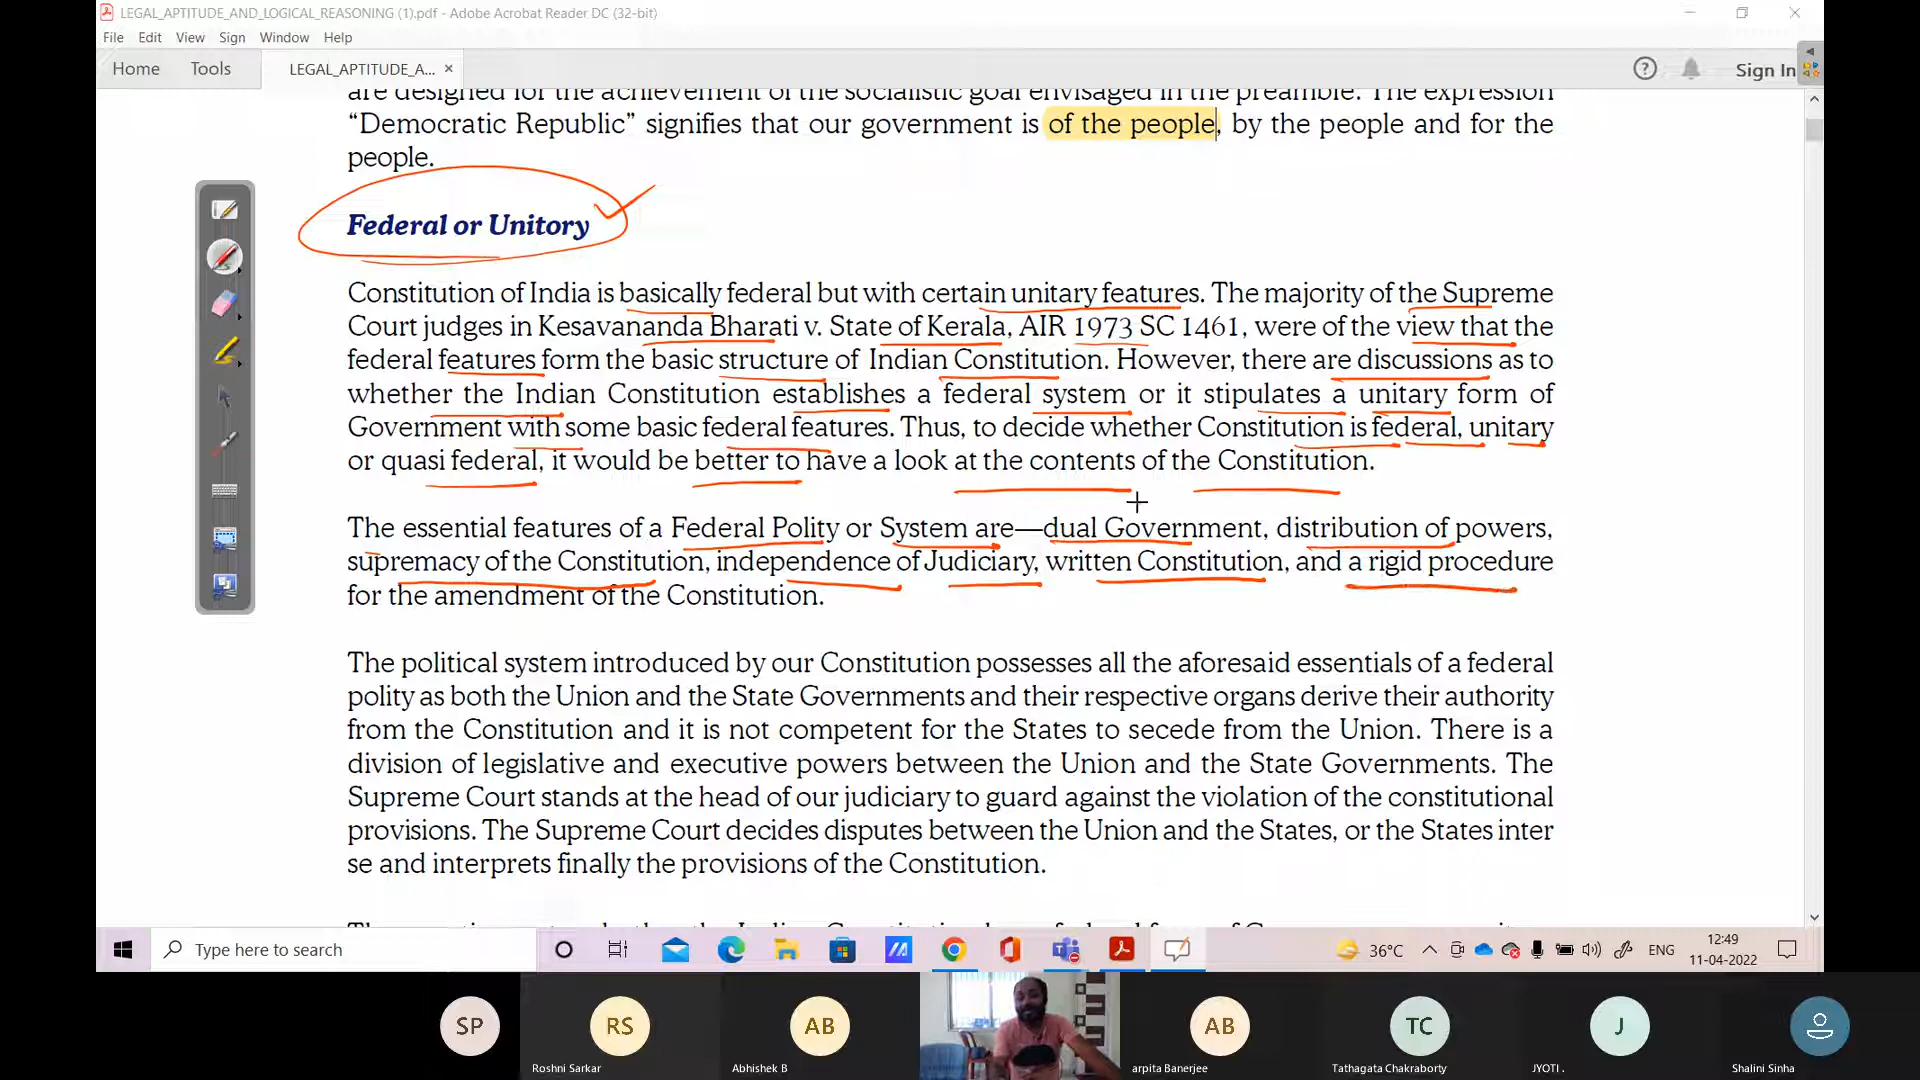 LEGAL_APTITUDE_AND_LOGICAL_REASONING (1).pdf - Adobe Acrobat Reader DC (32-bit)
File Edit View Sign Window Help
Home Tools LEGAL_APTITUDE_A... × Sign In
are designed for the achievement of the socialistic goal envisaged in the preamble. The expression
“Democratic Republic” signifies that our government is of the people, by the people and for the
people.
Federal or Unitory
Constitution of India is basically federal but with certain unitary features. The majority of the Supreme
Court judges in Kesavananda Bharati v. State of Kerala, AIR 1973 SC 1461, were of the view that the
federal features form the basic structure of Indian Constitution. However, there are discussions as to
whether the Indian Constitution establishes a federal system or it stipulates a unitary form of
Government with some basic federal features. Thus, to decide whether Constitution is federal, unitary
or quasi federal, it would be better to have a look at the contents of the Constitution.
The essential features of a Federal Polity or System are—dual Government, distribution of powers,
supremacy of the Constitution, independence of Judiciary, written Constitution, and a rigid procedure
for the amendment of the Constitution.
The political system introduced by our Constitution possesses all the aforesaid essentials of a federal
polity as both the Union and the State Governments and their respective organs derive their authority
from the Constitution and it is not competent for the States to secede from the Union. There is a
division of legislative and executive powers between the Union and the State Governments. The
Supreme Court stands at the head of our judiciary to guard against the violation of the constitutional
provisions. The Supreme Court decides disputes between the Union and the States, or the States inter
se and interprets finally the provisions of the Constitution.
Type here to search
36°C
ENG
12:49
11-04-2022
SP
RS
AB
AB
TC
J
Roshni Sarkar
Abhishek B
arpita Banerjee
Tathagata Chakraborty
JYOTI .
Shalini Sinha